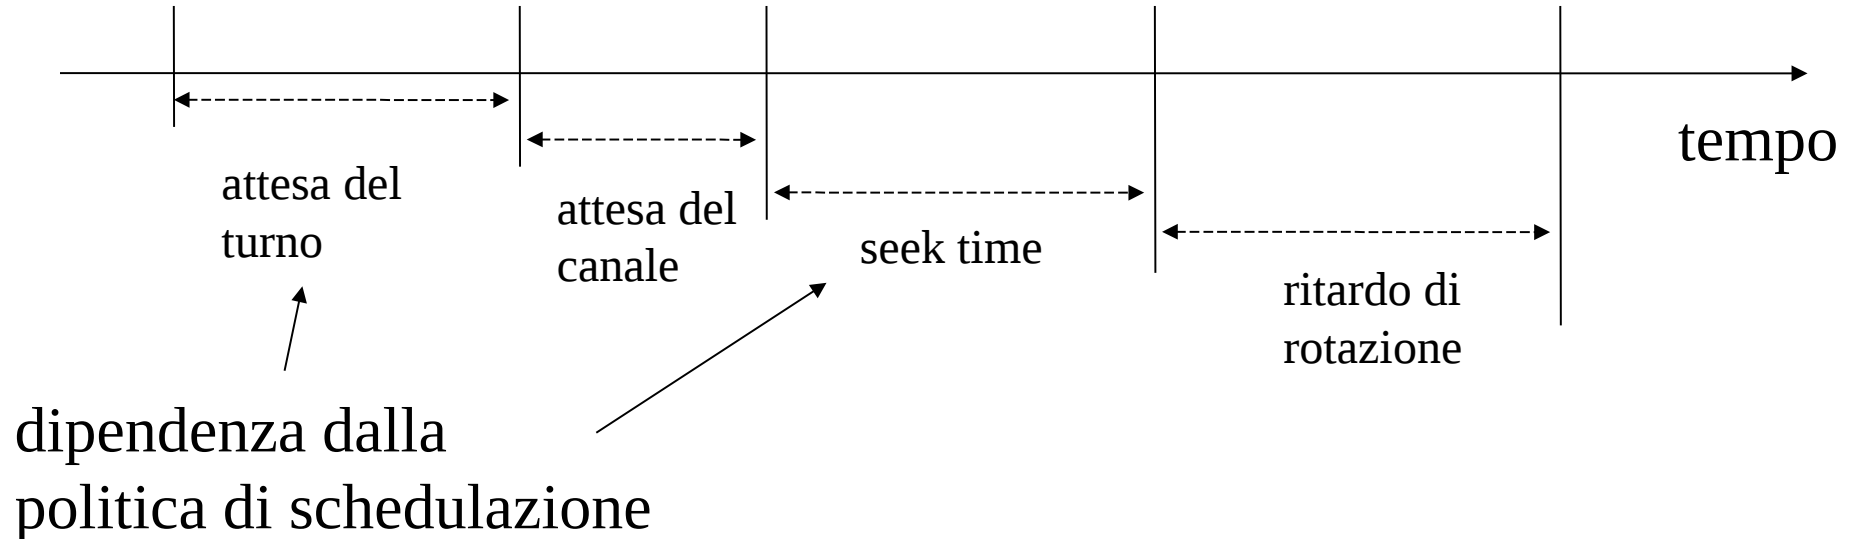 tempo
attesa del
turno
attesa del
canale
seek time
ritardo di
rotazione
dipendenza dalla
politica di schedulazione